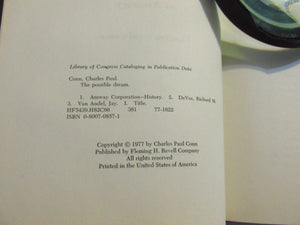 Library of Congress Cataloging in Publication Data
Conn, Charles Paul.
The possible dream.
1. Amway Corporation—History. 2. DeVos, Richard M
3. Van Andel, Jay. I. Title.
HF5439.H82C66 381 77-1622
ISBN 0-8007-0857-1
Copyright © 1977 by Charles Paul Conn
Published by Fleming H. Revell Company
All rights reserved
Printed in the United States of America